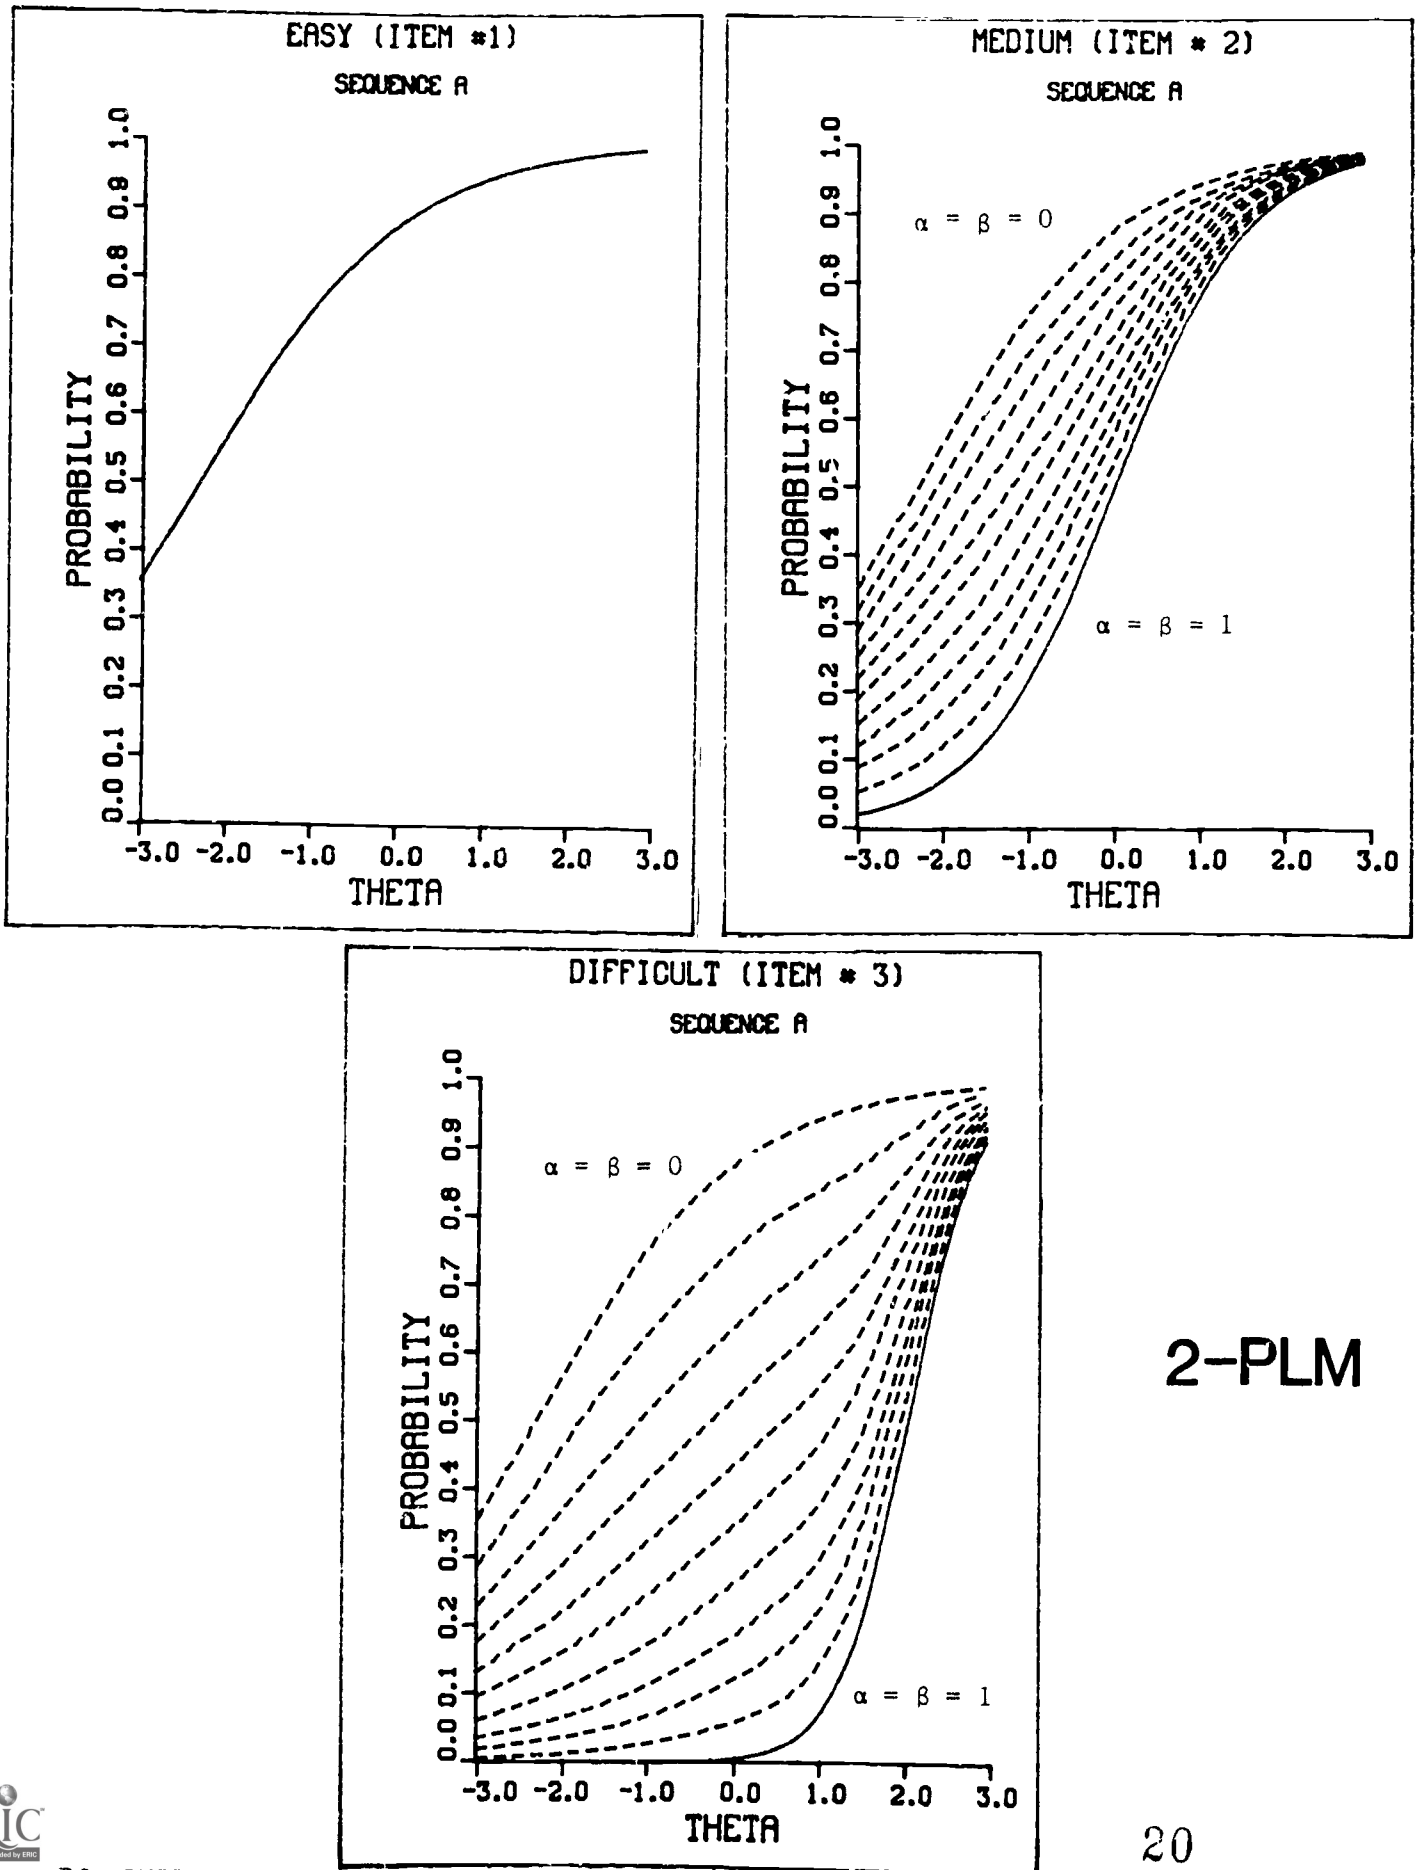 EASY (ITEM #1)
SEQUENCE A
PROBABILITY
1.0
0.9
0.8
0.7
0.6
0.5
0.4
0.3
0.2
0.1
0.0
-3.0 -2.0 -1.0 0.0 1.0 2.0 3.0
THETA
MEDIUM (ITEM # 2)
SEQUENCE A
α = β = 0
α = β = 1
PROBABILITY
1.0
0.9
0.8
0.7
0.6
0.5
0.4
0.3
0.2
0.1
0.0
-3.0 -2.0 -1.0 0.0 1.0 2.0 3.0
THETA
DIFFICULT (ITEM # 3)
SEQUENCE A
α = β = 0
α = β = 1
PROBABILITY
1.0
0.9
0.8
0.7
0.6
0.5
0.4
0.3
0.2
0.1
0.0
-3.0 -2.0 -1.0 0.0 1.0 2.0 3.0
THETA
2-PLM
20